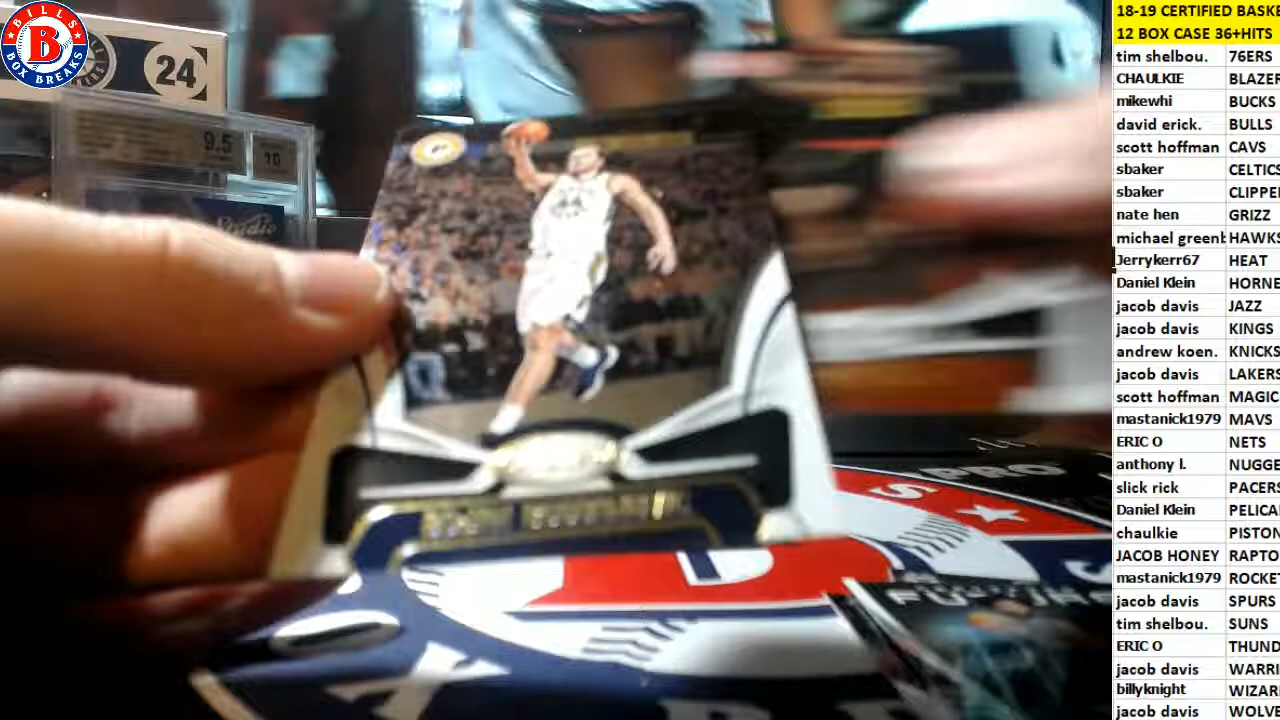 BILLS
B
BOX BREAKS
24
9.5
10
Studio
PRO
S
18-19 CERTIFIED BASKE
12 BOX CASE 36+HITS
tim shelbou. 76ERS
CHAULKIE BLAZER
mikewhi BUCKS
david erick. BULLS
scott hoffman CAVS
sbaker CELTICS
sbaker CLIPPE
nate hen GRIZZ
michael greenb HAWKS
Jerrykerr67 HEAT
Daniel Klein HORNE
jacob davis JAZZ
jacob davis KINGS
andrew koen. KNICKS
jacob davis LAKERS
scott hoffman MAGIC
mastanick1979 MAVS
ERIC O NETS
anthony l. NUGGE
slick rick PACERS
Daniel Klein PELICA
chaulkie PISTON
JACOB HONEY RAPTO
mastanick1979 ROCKET
jacob davis SPURS
tim shelbou. SUNS
ERIC O THUND
jacob davis WARRI
billyknight WIZAR
jacob davis WOLVE